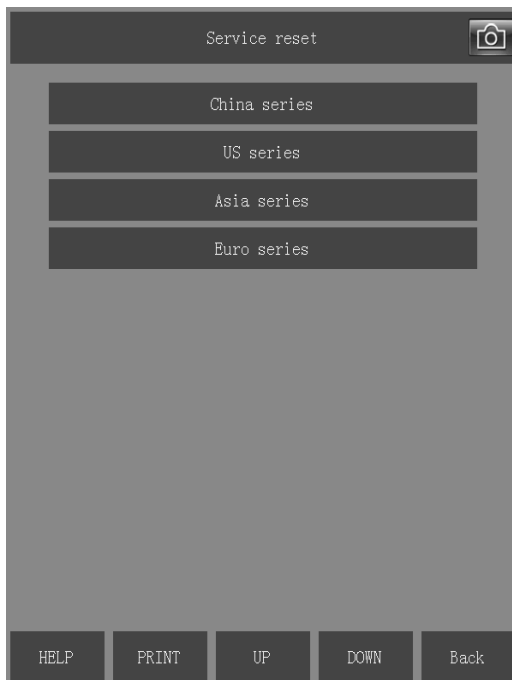 Service reset
China series
US series
Asia series
Euro series
HELP PRINT UP DOWN Back